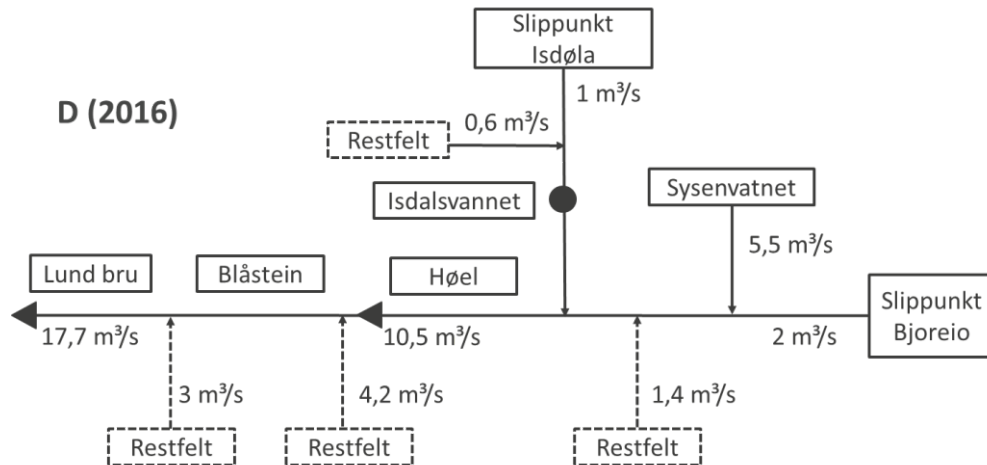 Slippunkt
Isdøla
D (2016)
1 m³/s
0,6 m³/s
Restfelt
Isdalsvannet
Sysenvatnet
5,5 m³/s
Lund bru
Blåstein
Høel
Slippunkt
Bjoreio
17,7 m³/s
10,5 m³/s
2 m³/s
3 m³/s
4,2 m³/s
1,4 m³/s
Restfelt
Restfelt
Restfelt